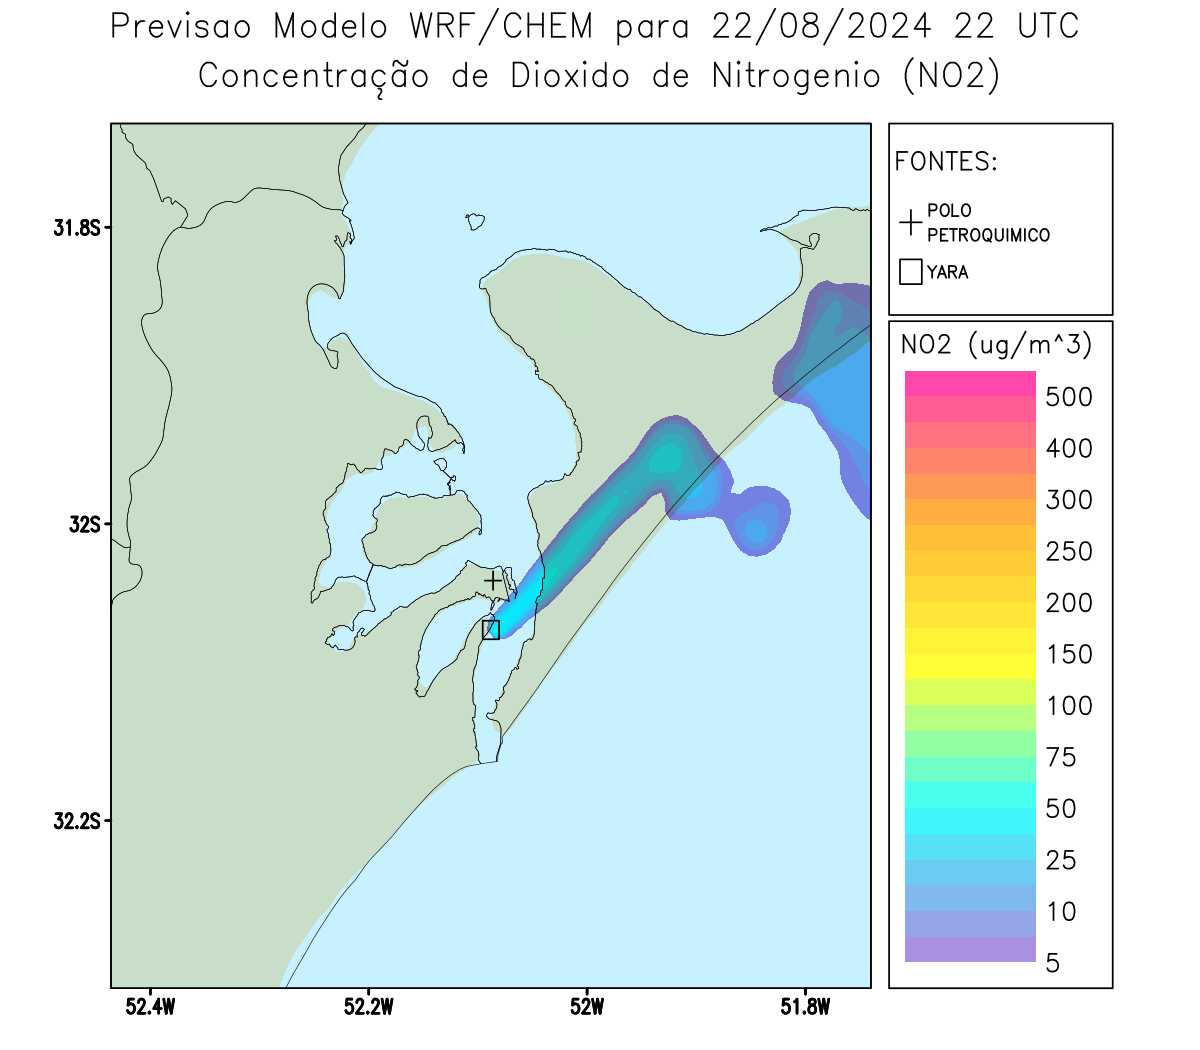 Previsao Modelo WRF/CHEM para 22/08/2024 22 UTC
Concentração de Dioxido de Nitrogenio (NO2)
FONTES:
POLO
PETROQUIMICO
YARA
NO2 (ug/m^3)
500
400
300
250
200
150
100
75
50
25
10
5
31.8S
32S
32.2S
52.4W
52.2W
52W
51.8W